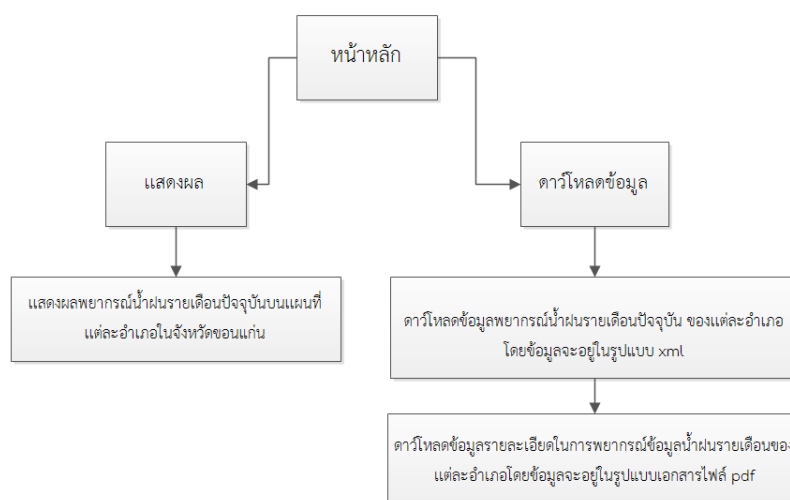 หน้าหลัก
แสดงผล
ดาว์โหลดข้อมูล
แสดงผลพยากรณ์น้ำฝนรายเดือนปัจจุบันบนแผนที่
แต่ละอำเภอในจังหวัดขอนแก่น
ดาว์โหลดข้อมูลพยากรณ์น้ำฝนรายเดือนปัจจุบัน ของแต่ละอำเภอ
โดยข้อมูลจะอยู่ในรูปแบบ xml
ดาว์โหลดข้อมูลรายละเอียดในการพยากรณ์ข้อมูลน้ำฝนรายเดือนของ
แต่ละอำเภอโดยข้อมูลจะอยู่ในรูปแบบเอกสารไฟล์ pdf